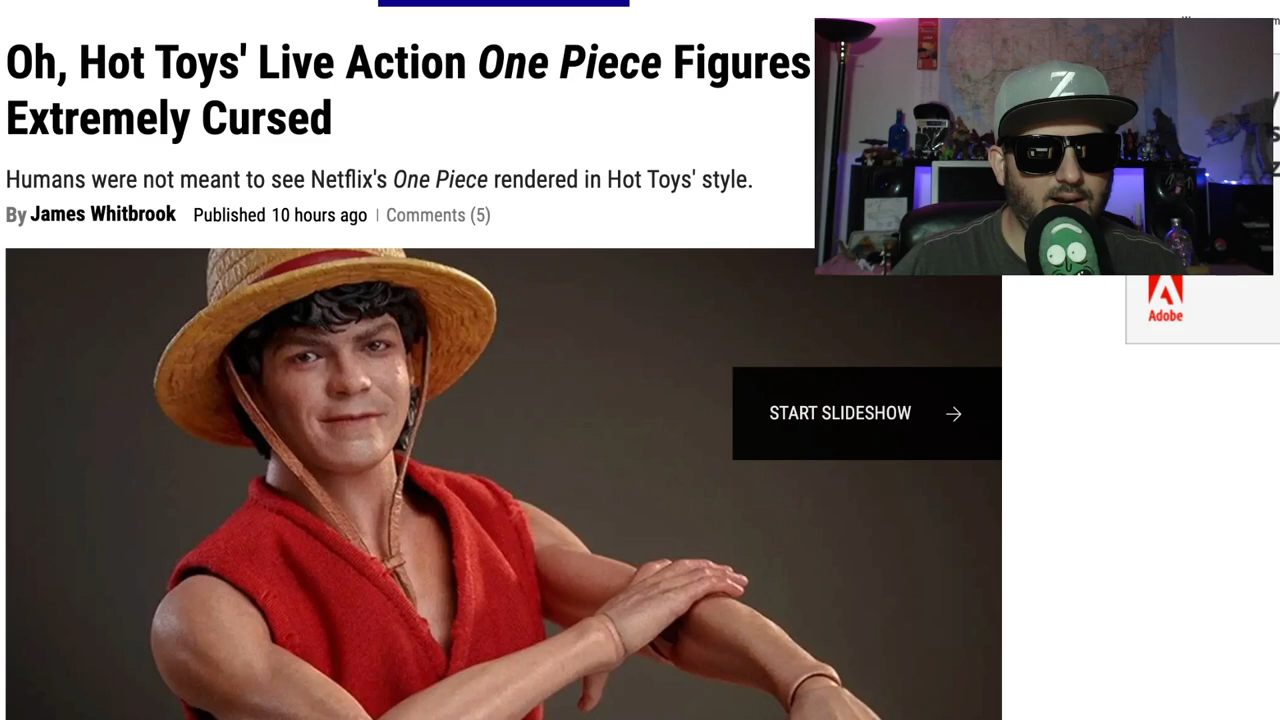 Oh, Hot Toys' Live Action One Piece Figures
Extremely Cursed
Humans were not meant to see Netflix's One Piece rendered in Hot Toys' style.
By James Whitbrook Published 10 hours ago | Comments (5)
Z
START SLIDESHOW →
Adobe